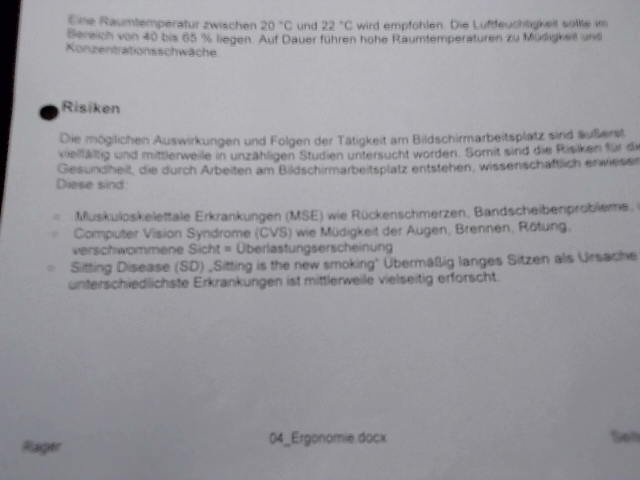 Eine Raumtemperatur zwischen 20 °C und 22 °C wird empfohlen. Die Luftfeuchtigkeit sollte im
Bereich von 40 bis 65 % liegen. Auf Dauer führen hohe Raumtemperaturen zu Müdigkeit und
Konzentrationsschwäche.
Risiken
Die möglichen Auswirkungen und Folgen der Tätigkeit am Bildschirmarbeitsplatz sind äußerst
vielfältig und mittlerweile in unzähligen Studien untersucht worden. Somit sind die Risiken für die
Gesundheit, die durch Arbeiten am Bildschirmarbeitsplatz entstehen, wissenschaftlich erwiesen
Diese sind:
Muskuloskelettale Erkrankungen (MSE) wie Rückenschmerzen, Bandscheibenprobleme,
Computer Vision Syndrome (CVS) wie Müdigkeit der Augen, Brennen, Rötung,
verschwommene Sicht = Überlastungserscheinung
Sitting Disease (SD) „Sitting is the new smoking“ Übermäßig langes Sitzen als Ursache
unterschiedlichste Erkrankungen ist mittlerweile vielseitig erforscht.
Rager 04_Ergonomie.docx Seite